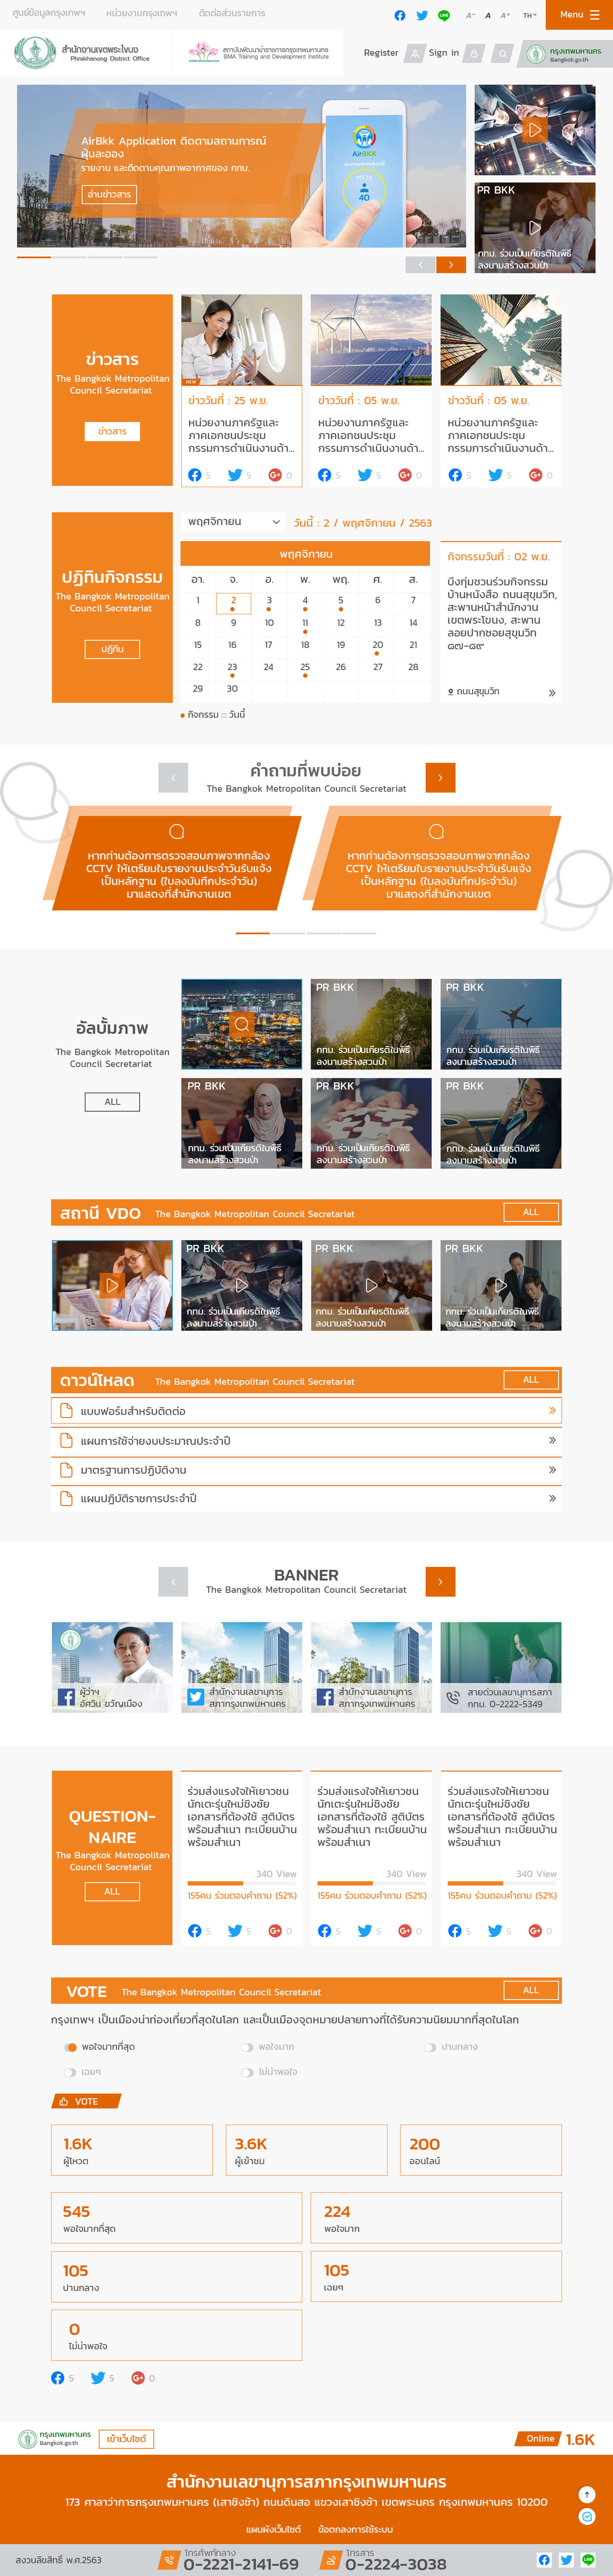 ศูนย์ข้อมูลกรุงเทพฯ หน่วยงานกรุงเทพฯ ติดต่อส่วนราชการ
A- A A+ TH Menu
สำนักงานเขตพระโขนง
Phrakhanong District Office
สถาบันพัฒนาข้าราชการกรุงเทพมหานคร
BMA Training and Development Institute
Register Sign in
กรุงเทพมหานคร
Bangkok.go.th
AirBkk Application ติดตามสถานการณ์
ฝุ่นละออง
รายงาน และติดตามคุณภาพอากาศของ กทม.
อ่านข่าวสาร
AirBKK
40
PR BKK
กทม. ร่วมเป็นเกียรติในพิธี
ลงนามสร้างสวนป่า
ข่าวสาร
The Bangkok Metropolitan
Council Secretariat
ข่าวสาร
NEW
ข่าววันที่ : 25 พ.ย.
หน่วยงานภาครัฐและ
ภาคเอกชนประชุม
กรรมการดำเนินงานด้า...
5 5 0
ข่าววันที่ : 05 พ.ย.
หน่วยงานภาครัฐและ
ภาคเอกชนประชุม
กรรมการดำเนินงานด้า...
5 5 0
ข่าววันที่ : 05 พ.ย.
หน่วยงานภาครัฐและ
ภาคเอกชนประชุม
กรรมการดำเนินงานด้า...
5 5 0
ปฏิทินกิจกรรม
The Bangkok Metropolitan
Council Secretariat
ปฏิทิน
พฤศจิกายน
วันนี้ : 2 / พฤศจิกายน / 2563
พฤศจิกายน
อา. จ. อ. พ. พฤ. ศ. ส.
1 2 3 4 5 6 7
8 9 10 11 12 13 14
15 16 17 18 19 20 21
22 23 24 25 26 27 28
29 30
กิจกรรม วันนี้
กิจกรรมวันที่ : 02 พ.ย.
บึงกุ่มชวนร่วมกิจกรรม
บ้านหนังสือ ถนนสุขุมวิท,
สะพานหน้าสำนักงาน
เขตพระโขนง, สะพาน
ลอยปากซอยสุขุมวิท
๘๗-๘๙
ถนนสุขุมวิท
คำถามที่พบบ่อย
The Bangkok Metropolitan Council Secretariat
หากท่านต้องการตรวจสอบภาพจากกล้อง
CCTV ให้เตรียมใบรายงานประจำวันรับแจ้ง
เป็นหลักฐาน (ใบลงบันทึกประจำวัน)
มาแสดงที่สำนักงานเขต
หากท่านต้องการตรวจสอบภาพจากกล้อง
CCTV ให้เตรียมใบรายงานประจำวันรับแจ้ง
เป็นหลักฐาน (ใบลงบันทึกประจำวัน)
มาแสดงที่สำนักงานเขต
อัลบั้มภาพ
The Bangkok Metropolitan
Council Secretariat
ALL
PR BKK
กทม. ร่วมเป็นเกียรติในพิธี
ลงนามสร้างสวนป่า
PR BKK
กทม. ร่วมเป็นเกียรติในพิธี
ลงนามสร้างสวนป่า
PR BKK
กทม. ร่วมเป็นเกียรติในพิธี
ลงนามสร้างสวนป่า
PR BKK
กทม. ร่วมเป็นเกียรติในพิธี
ลงนามสร้างสวนป่า
PR BKK
กทม. ร่วมเป็นเกียรติในพิธี
ลงนามสร้างสวนป่า
สถานี VDO The Bangkok Metropolitan Council Secretariat ALL
PR BKK
กทม. ร่วมเป็นเกียรติในพิธี
ลงนามสร้างสวนป่า
PR BKK
กทม. ร่วมเป็นเกียรติในพิธี
ลงนามสร้างสวนป่า
PR BKK
กทม. ร่วมเป็นเกียรติในพิธี
ลงนามสร้างสวนป่า
ดาวน์โหลด The Bangkok Metropolitan Council Secretariat ALL
แบบฟอร์มสำหรับติดต่อ
แผนการใช้จ่ายงบประมาณประจำปี
มาตรฐานการปฏิบัติงาน
แผนปฏิบัติราชการประจำปี
BANNER
The Bangkok Metropolitan Council Secretariat
ผู้ว่าฯ
อัศวิน ขวัญเมือง
สำนักงานเลขานุการ
สภากรุงเทพมหานคร
สำนักงานเลขานุการ
สภากรุงเทพมหานคร
สายด่วนเลขานุการสภา
กทม. 0-2222-5349
QUESTION-
NAIRE
The Bangkok Metropolitan
Council Secretariat
ALL
ร่วมส่งแรงใจให้เยาวชน
นักเตะรุ่นใหม่ชิงชัย
เอกสารที่ต้องใช้ สูติบัตร
พร้อมสำเนา ทะเบียนบ้าน
พร้อมสำเนา
340 View
155คน ร่วมตอบคำถาม (52%)
5 5 0
ร่วมส่งแรงใจให้เยาวชน
นักเตะรุ่นใหม่ชิงชัย
เอกสารที่ต้องใช้ สูติบัตร
พร้อมสำเนา ทะเบียนบ้าน
พร้อมสำเนา
340 View
155คน ร่วมตอบคำถาม (52%)
5 5 0
ร่วมส่งแรงใจให้เยาวชน
นักเตะรุ่นใหม่ชิงชัย
เอกสารที่ต้องใช้ สูติบัตร
พร้อมสำเนา ทะเบียนบ้าน
พร้อมสำเนา
340 View
155คน ร่วมตอบคำถาม (52%)
5 5 0
VOTE The Bangkok Metropolitan Council Secretariat ALL
กรุงเทพฯ เป็นเมืองน่าท่องเที่ยวที่สุดในโลก และเป็นเมืองจุดหมายปลายทางที่ได้รับความนิยมมากที่สุดในโลก
พอใจมากที่สุด พอใจมาก ปานกลาง
เฉยๆ ไม่น่าพอใจ
VOTE
1.6K
ผู้โหวต
3.6K
ผู้เข้าชม
200
ออนไลน์
545
พอใจมากที่สุด
224
พอใจมาก
105
ปานกลาง
105
เฉยๆ
0
ไม่น่าพอใจ
5 5 0
กรุงเทพมหานคร
Bangkok.go.th
เข้าเว็บไซต์
Online 1.6K
สำนักงานเลขานุการสภากรุงเทพมหานคร
173 ศาลาว่าการกรุงเทพมหานคร (เสาชิงช้า) ถนนดินสอ แขวงเสาชิงช้า เขตพระนคร กรุงเทพมหานคร 10200
แผนผังเว็บไซต์ ข้อตกลงการใช้ระบบ
สงวนลิขสิทธิ์ พ.ศ.2563
โทรศัพท์กลาง
0-2221-2141-69
โทรสาร
0-2224-3038